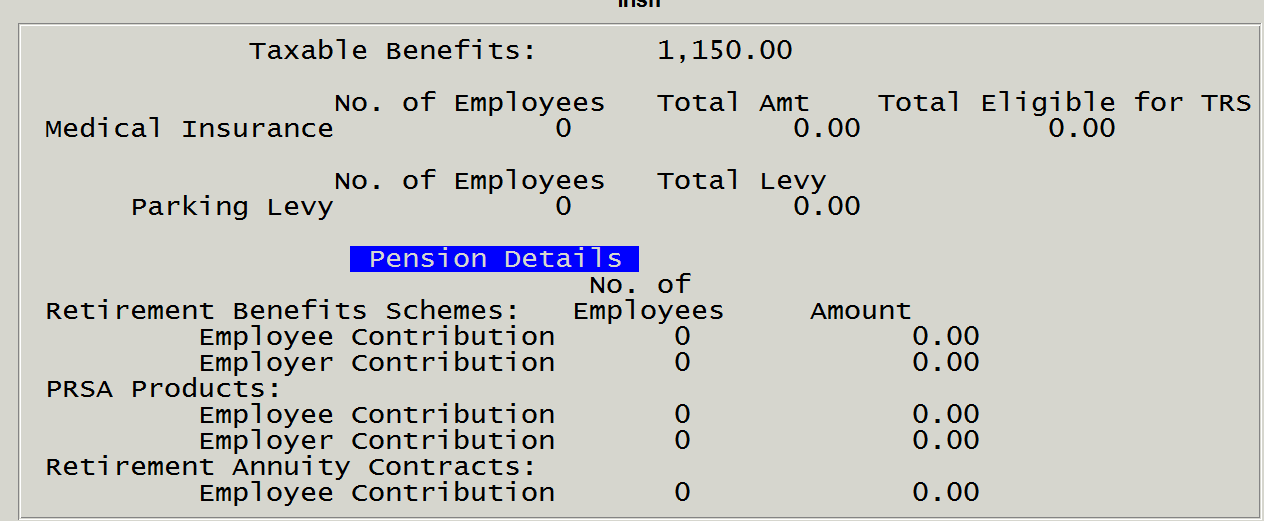 Taxable Benefits: 1,150.00
No. of Employees Total Amt Total Eligible for TRS
Medical Insurance 0 0.00 0.00
No. of Employees Total Levy
Parking Levy 0 0.00
Pension Details
No. of
Retirement Benefits Schemes: Employees Amount
Employee Contribution 0 0.00
Employer Contribution 0 0.00
PRSA Products:
Employee Contribution 0 0.00
Employer Contribution 0 0.00
Retirement Annuity Contracts:
Employee Contribution 0 0.00